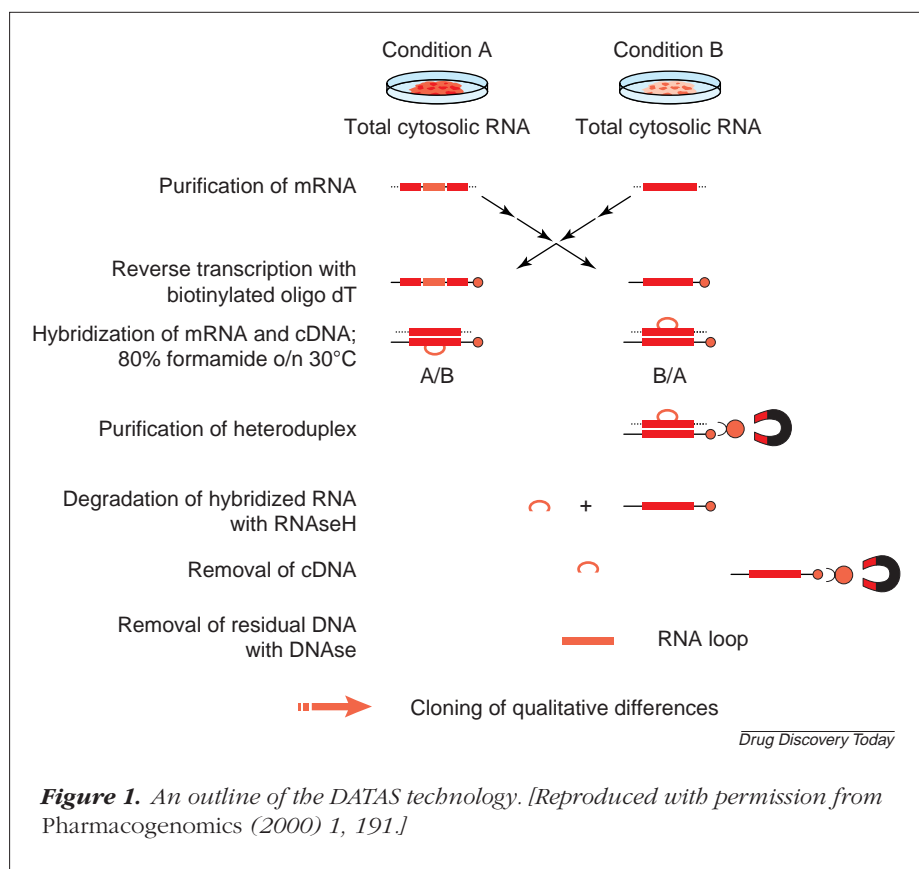 Condition A
Condition B
Total cytosolic RNA
Total cytosolic RNA
Purification of mRNA
Reverse transcription with
biotinylated oligo dT
Hybridization of mRNA and cDNA;
80% formamide o/n 30°C
A/B
B/A
Purification of heteroduplex
Degradation of hybridized RNA
with RNAseH
+
Removal of cDNA
Removal of residual DNA
with DNAse
RNA loop
Cloning of qualitative differences
Drug Discovery Today
Figure 1. An outline of the DATAS technology. [Reproduced with permission from
Pharmacogenomics (2000) 1, 191.]